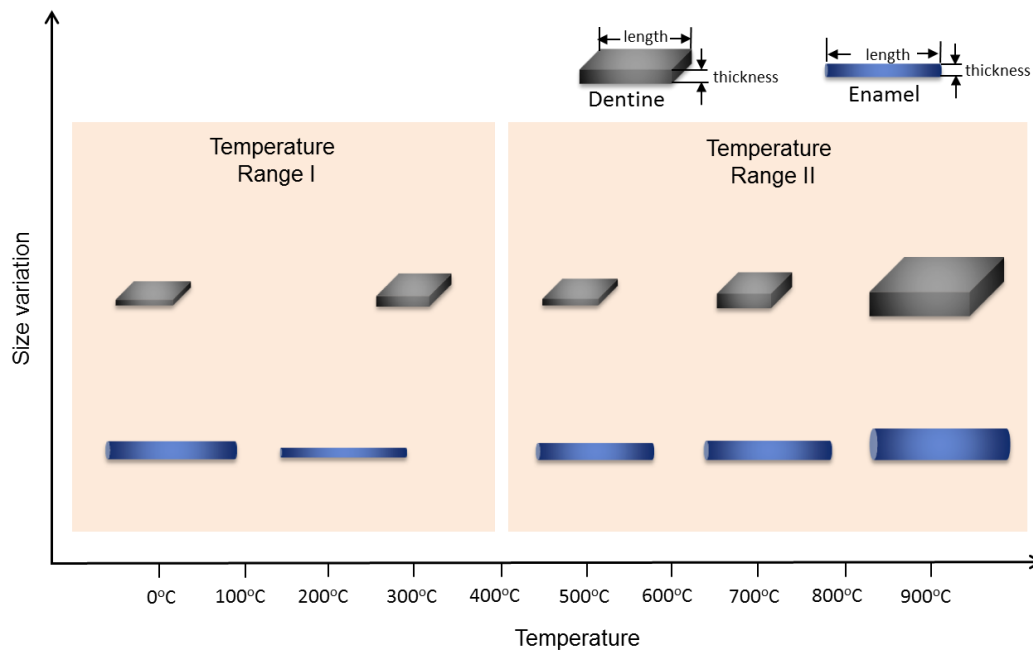 length
thickness
Dentine
length
thickness
Enamel
Temperature
Range I
Temperature
Range II
Size variation
0°C
100°C
200°C
300°C
400°C
500°C
600°C
700°C
800°C
900°C
Temperature